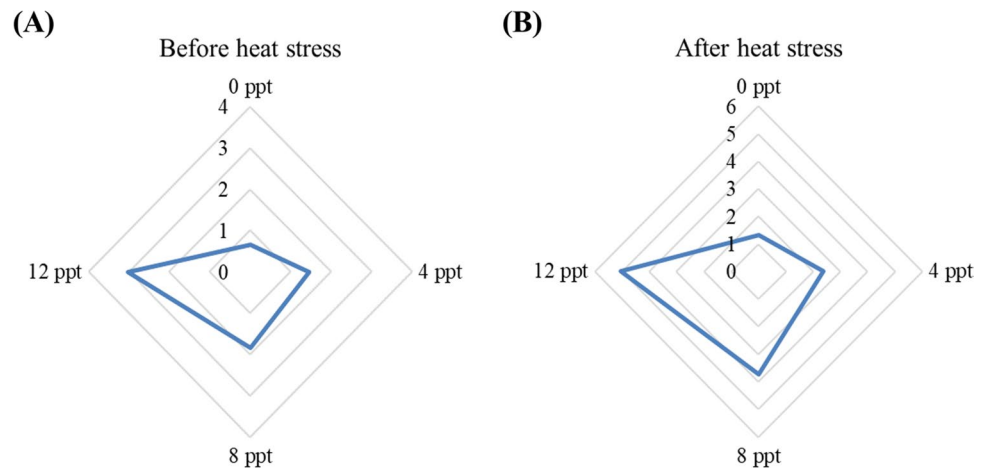 (A)
Before heat stress
0 ppt
4
3
2
1
0
12 ppt
4 ppt
8 ppt
(B)
After heat stress
0 ppt
6
5
4
3
2
1
0
12 ppt
4 ppt
8 ppt